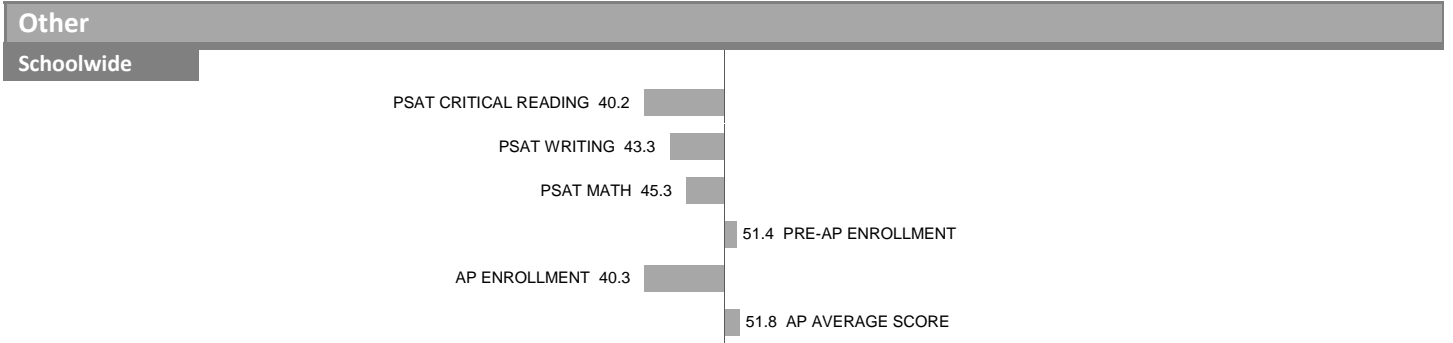 Other
Schoolwide
PSAT CRITICAL READING 40.2
PSAT WRITING 43.3
PSAT MATH 45.3
51.4 PRE-AP ENROLLMENT
AP ENROLLMENT 40.3
51.8 AP AVERAGE SCORE